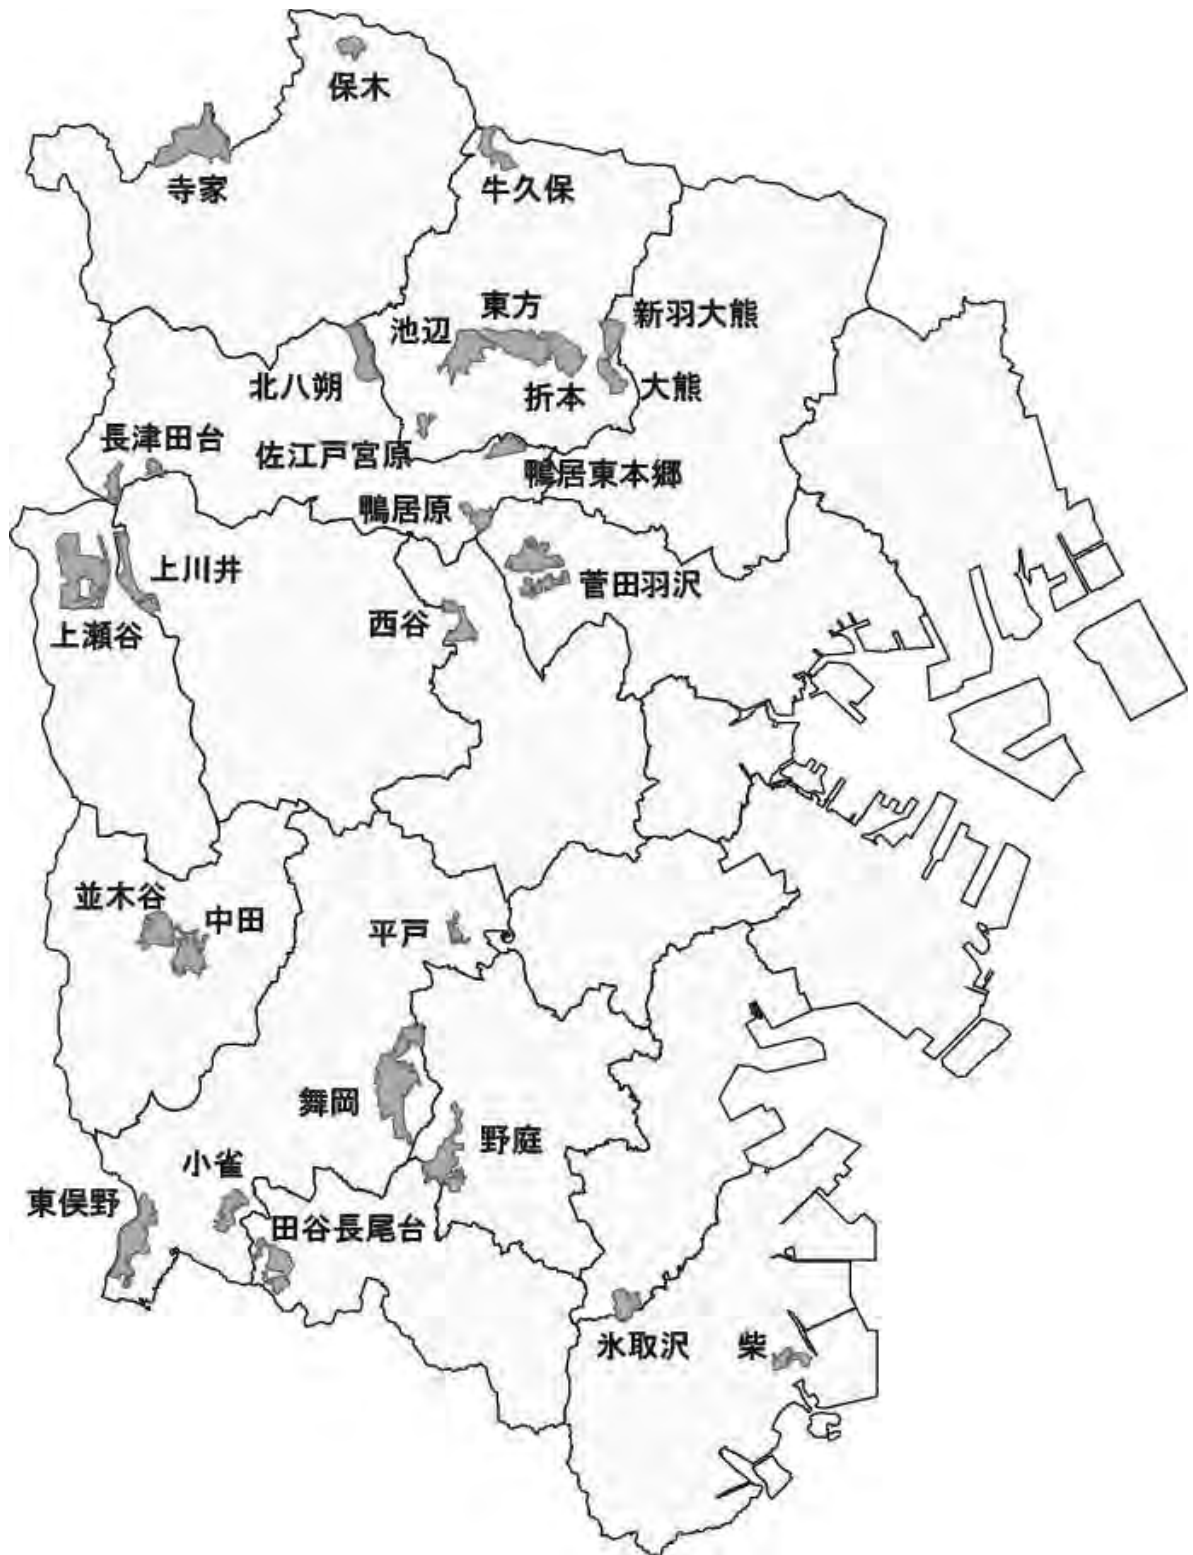 保木
寺家
牛久保
東方
新羽大熊
池辺
北八朔
折本
大熊
長津田台
佐江戸宮原
鴨居東本郷
鴨居原
上川井
菅田羽沢
西谷
上瀬谷
並木谷
中田
平戸
舞岡
野庭
小雀
東俣野
田谷長尾台
氷取沢
柴